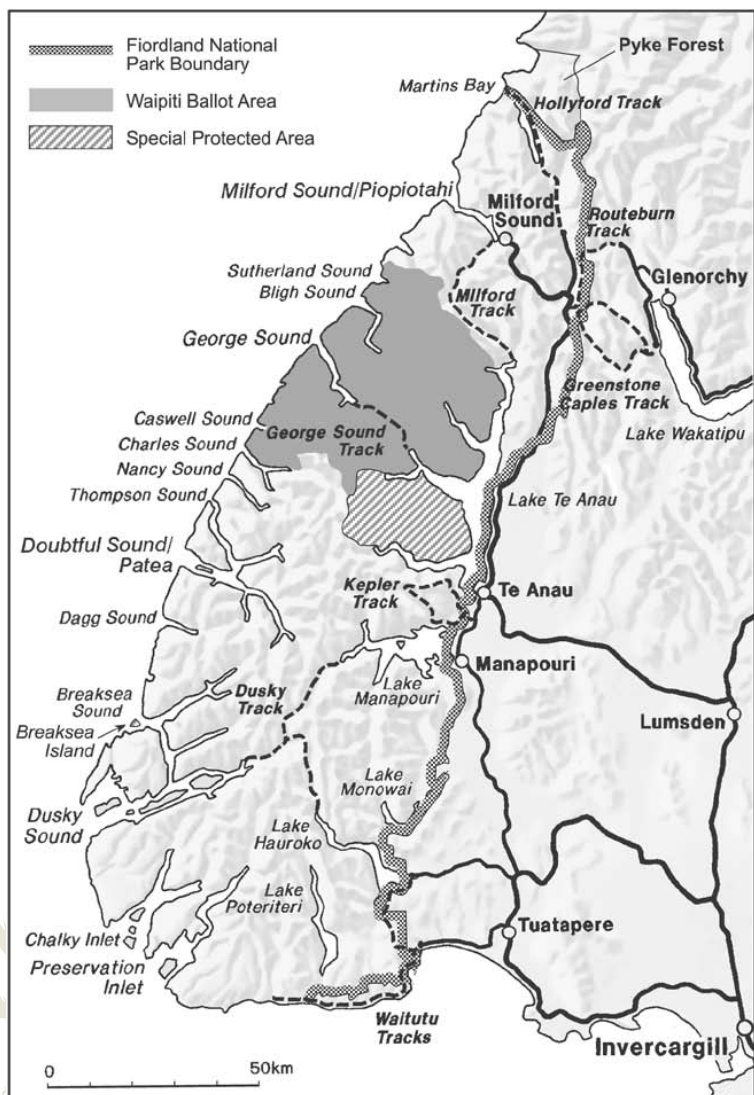 Fiordland National
Park Boundary
Waipiti Ballot Area
Special Protected Area
Pyke Forest
Martins Bay
Hollyford Track
Milford Sound/Piopiotahi
Milford
Sound
Routeburn
Track
Glenorchy
Sutherland Sound
Bligh Sound
Milford
Track
George Sound
Greenstone
Caples Track
Lake Wakatipu
Caswell Sound
Charles Sound
Nancy Sound
Thompson Sound
George Sound
Track
Lake Te Anau
Doubtful Sound/
Patea
Kepler
Track
Te Anau
Dagg Sound
Manapouri
Lake
Manapouri
Breaksea
Sound
Breaksea
Island
Dusky
Track
Lumsden
Lake
Monowai
Dusky
Sound
Lake
Hauroko
Lake
Poteriteri
Tuatapere
Chalky Inlet
Preservation
Inlet
Waitutu
Tracks
Invercargill
0
50km